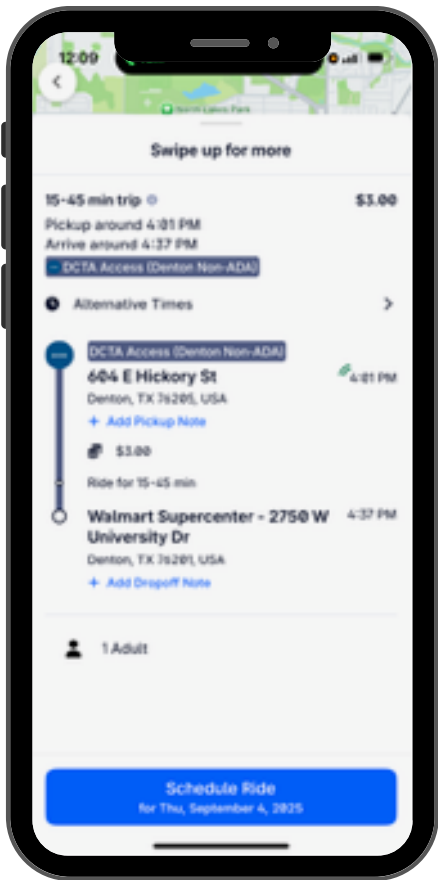 12:09
North Lakes Park
Swipe up for more
15-45 min trip
$3.00
Pickup around 4:01 PM
Arrive around 4:37 PM
DCTA Access (Denton Non-ADA)
Alternative Times
DCTA Access (Denton Non-ADA)
604 E Hickory St
4:01 PM
Denton, TX 76205, USA
+ Add Pickup Note
$3.00
Ride for 15-45 min
Walmart Supercenter - 2750 W
4:37 PM
University Dr
Denton, TX 76201, USA
+ Add Dropoff Note
1 Adult
Schedule Ride
for Thu, September 4, 2025